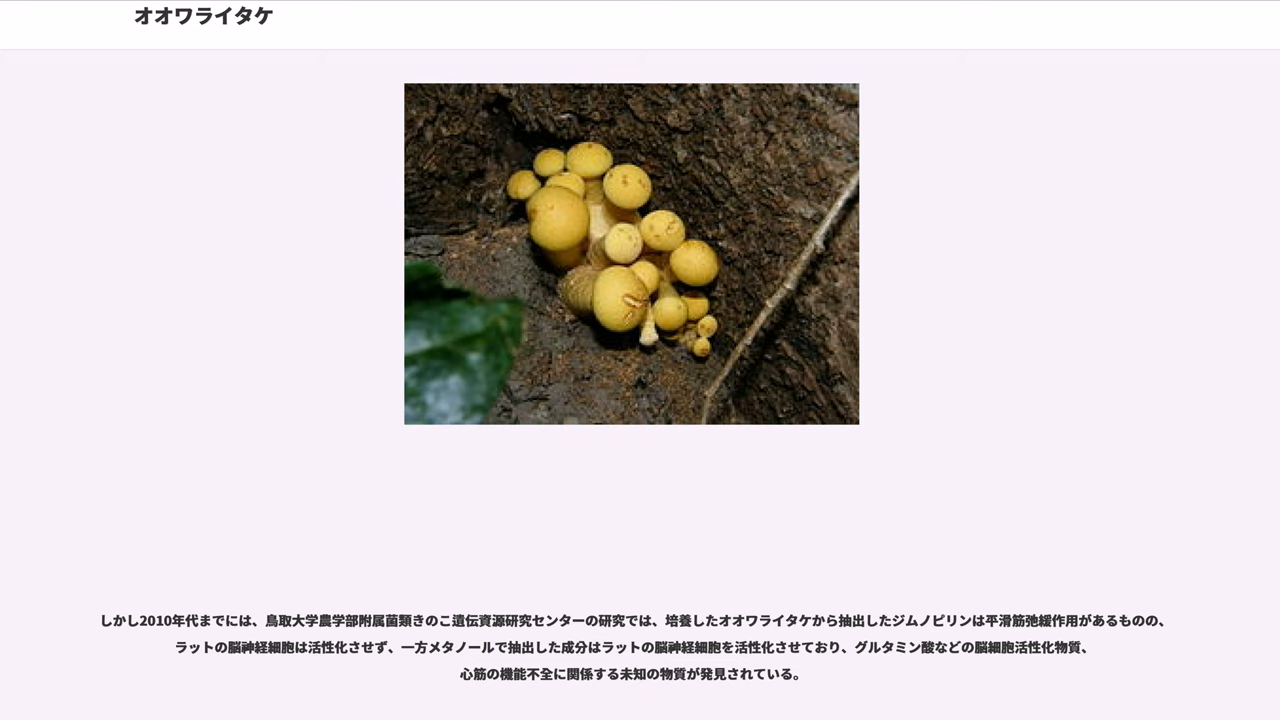 オオワライタケ
しかし2010年代までには、鳥取大学農学部附属菌類きのこ遺伝資源研究センターの研究では、培養したオオワライタケから抽出したジムノピリンは平滑筋弛緩作用があるものの、
ラットの脳神経細胞は活性化させず、一方メタノールで抽出した成分はラットの脳神経細胞を活性化させており、グルタミン酸などの脳細胞活性化物質、
心筋の機能不全に関係する未知の物質が発見されている。